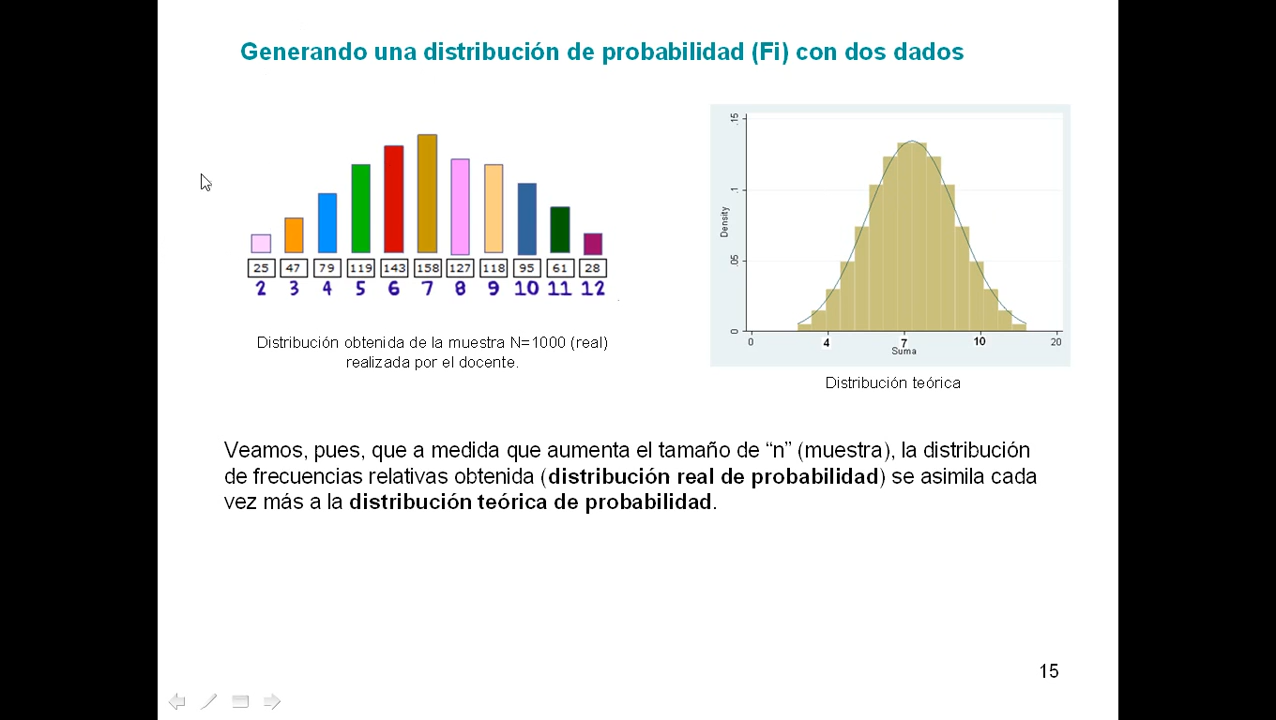 Generando una distribución de probabilidad (Fi) con dos dados
25 47 79 119 143 158 127 118 95 61 28
2 3 4 5 6 7 8 9 10 11 12
Distribución obtenida de la muestra N=1000 (real)
realizada por el docente.
.15
.1
.05
0
Density
0 4 7 10 20
Suma
Distribución teórica
Veamos, pues, que a medida que aumenta el tamaño de “n” (muestra), la distribución
de frecuencias relativas obtenida (distribución real de probabilidad) se asimila cada
vez más a la distribución teórica de probabilidad.
15